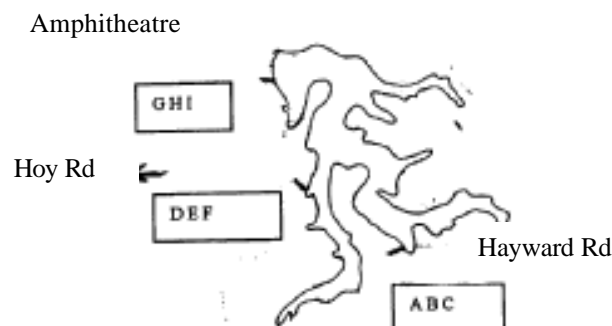 Amphitheatre
GHI
Hoy Rd
DEF
Hayward Rd
ABC